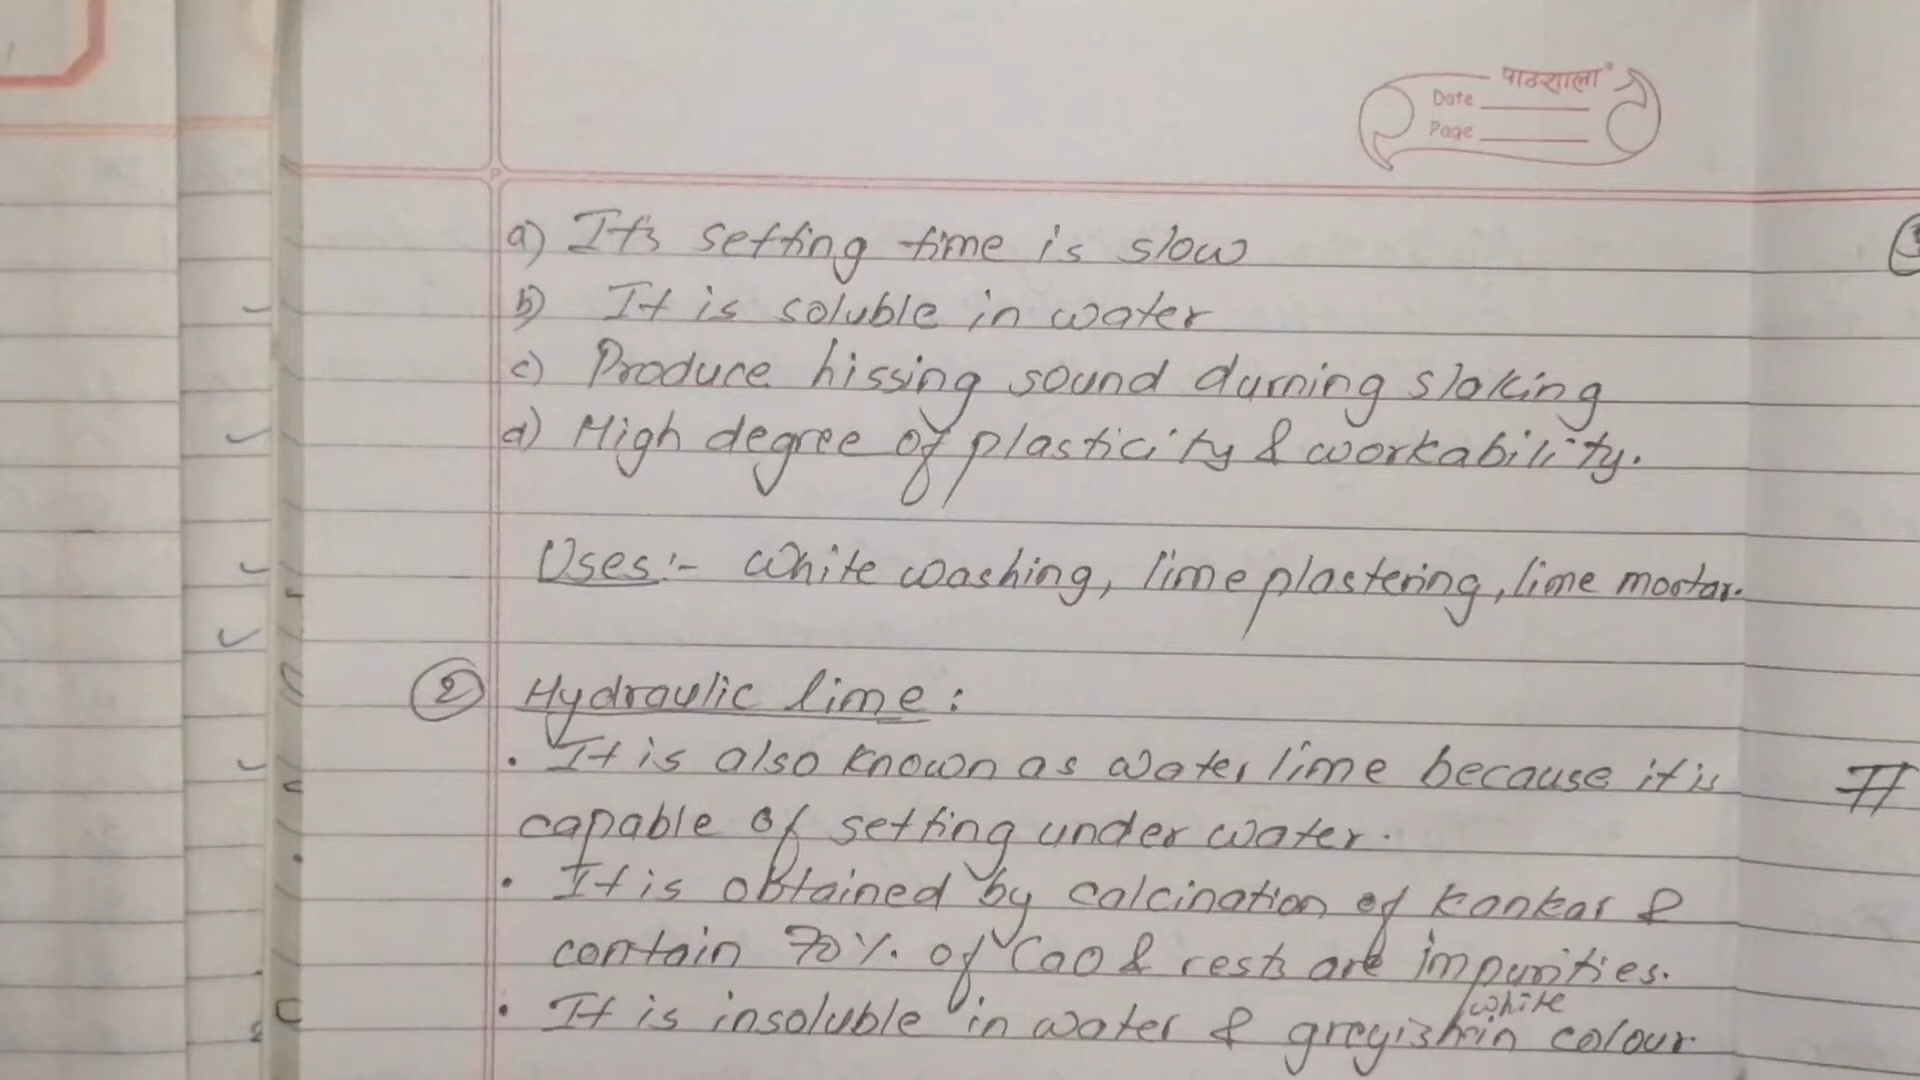 पाठशाला
Date
Page
a) It's setting time is slow
b) It is soluble in water
c) Produce hissing sound durning slaking
d) High degree of plasticity & workability.
Uses:- White washing, lime plastering, lime mortar.
② Hydraulic lime:
• It is also known as water lime because it is
capable of setting under water.
• It is obtained by calcination of kankar &
contain 70% of CaO & rests are impurities.
white
• It is insoluble in water & greyish in colour
#